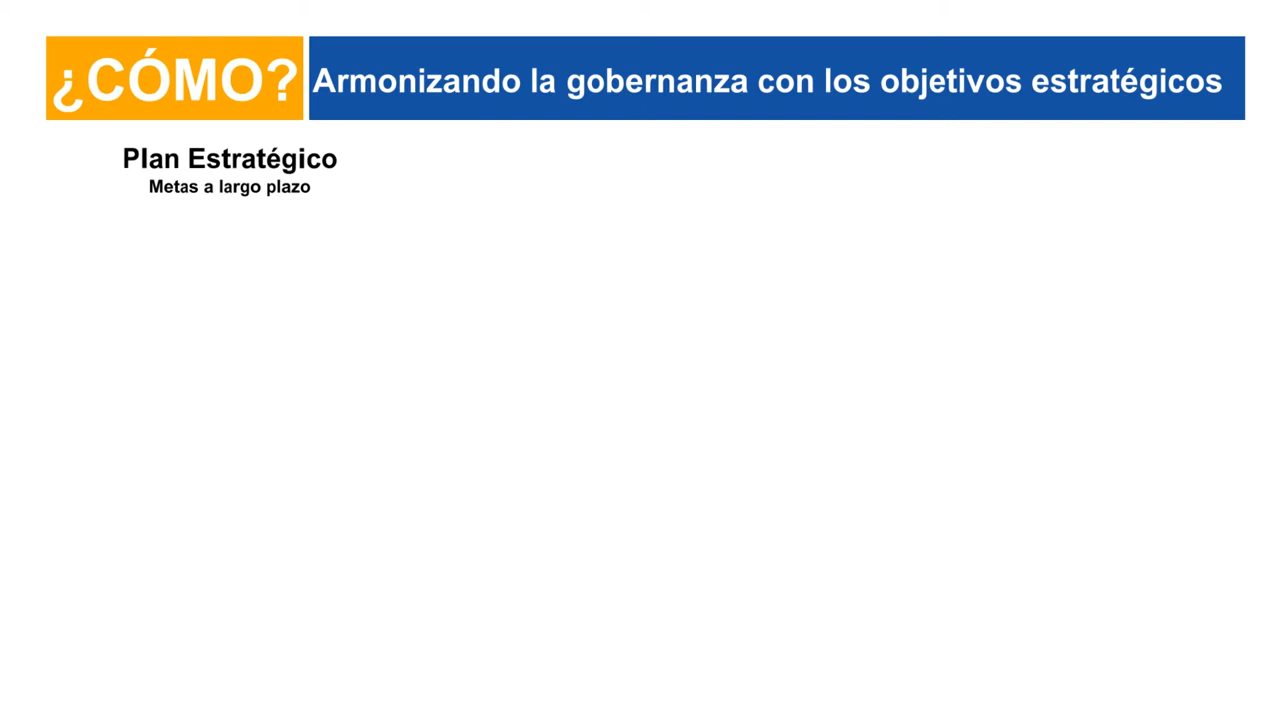 ¿CÓMO? Armonizando la gobernanza con los objetivos estratégicos
Plan Estratégico
Metas a largo plazo